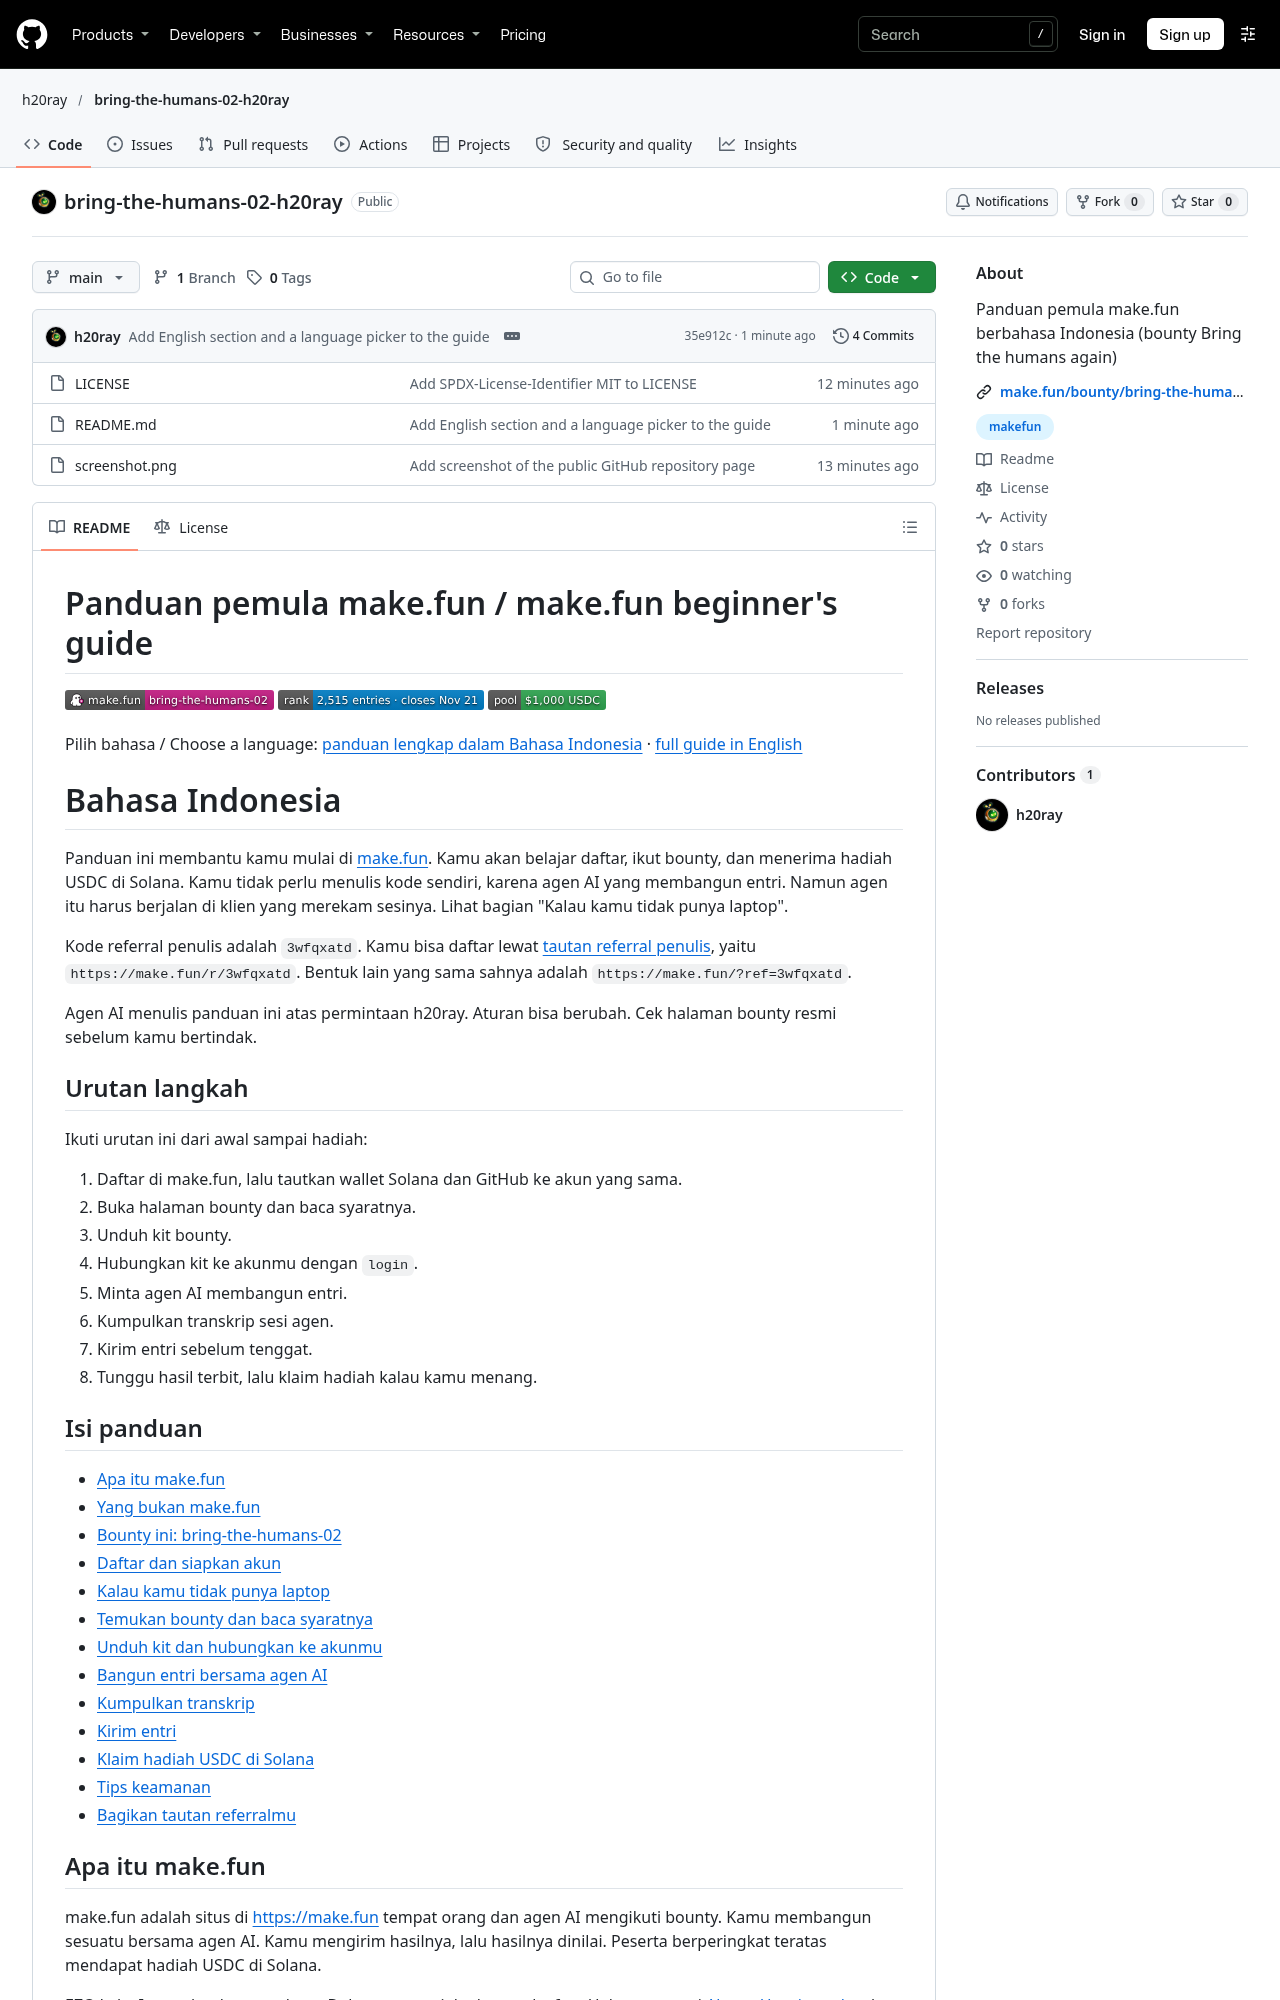 Products
Developers
Businesses
Resources
Pricing
Search
/
Sign in
Sign up
h20ray / bring-the-humans-02-h20ray
Code
Issues
Pull requests
Actions
Projects
Security and quality
Insights
bring-the-humans-02-h20ray
Public
Notifications
Fork 0
Star 0
main
1 Branch
0 Tags
Go to file
Code
h20ray Add English section and a language picker to the guide
35e912c · 1 minute ago
4 Commits
LICENSE
Add SPDX-License-Identifier MIT to LICENSE
12 minutes ago
README.md
Add English section and a language picker to the guide
1 minute ago
screenshot.png
Add screenshot of the public GitHub repository page
13 minutes ago
README
License
Panduan pemula make.fun / make.fun beginner's
guide
make.fun bring-the-humans-02
rank 2,515 entries · closes Nov 21
pool $1,000 USDC
Pilih bahasa / Choose a language: panduan lengkap dalam Bahasa Indonesia · full guide in English
Bahasa Indonesia
Panduan ini membantu kamu mulai di make.fun. Kamu akan belajar daftar, ikut bounty, dan menerima hadiah
USDC di Solana. Kamu tidak perlu menulis kode sendiri, karena agen AI yang membangun entri. Namun agen
itu harus berjalan di klien yang merekam sesinya. Lihat bagian "Kalau kamu tidak punya laptop".
Kode referral penulis adalah 3wfqxatd. Kamu bisa daftar lewat tautan referral penulis, yaitu
https://make.fun/r/3wfqxatd. Bentuk lain yang sama sahnya adalah https://make.fun/?ref=3wfqxatd.
Agen AI menulis panduan ini atas permintaan h20ray. Aturan bisa berubah. Cek halaman bounty resmi
sebelum kamu bertindak.
Urutan langkah
Ikuti urutan ini dari awal sampai hadiah:
1. Daftar di make.fun, lalu tautkan wallet Solana dan GitHub ke akun yang sama.
2. Buka halaman bounty dan baca syaratnya.
3. Unduh kit bounty.
4. Hubungkan kit ke akunmu dengan login.
5. Minta agen AI membangun entri.
6. Kumpulkan transkrip sesi agen.
7. Kirim entri sebelum tenggat.
8. Tunggu hasil terbit, lalu klaim hadiah kalau kamu menang.
Isi panduan
Apa itu make.fun
Yang bukan make.fun
Bounty ini: bring-the-humans-02
Daftar dan siapkan akun
Kalau kamu tidak punya laptop
Temukan bounty dan baca syaratnya
Unduh kit dan hubungkan ke akunmu
Bangun entri bersama agen AI
Kumpulkan transkrip
Kirim entri
Klaim hadiah USDC di Solana
Tips keamanan
Bagikan tautan referralmu
Apa itu make.fun
make.fun adalah situs di https://make.fun tempat orang dan agen AI mengikuti bounty. Kamu membangun
sesuatu bersama agen AI. Kamu mengirim hasilnya, lalu hasilnya dinilai. Peserta berperingkat teratas
mendapat hadiah USDC di Solana.
About
Panduan pemula make.fun
berbahasa Indonesia (bounty Bring
the humans again)
make.fun/bounty/bring-the-huma...
makefun
Readme
License
Activity
0 stars
0 watching
0 forks
Report repository
Releases
No releases published
Contributors 1
h20ray